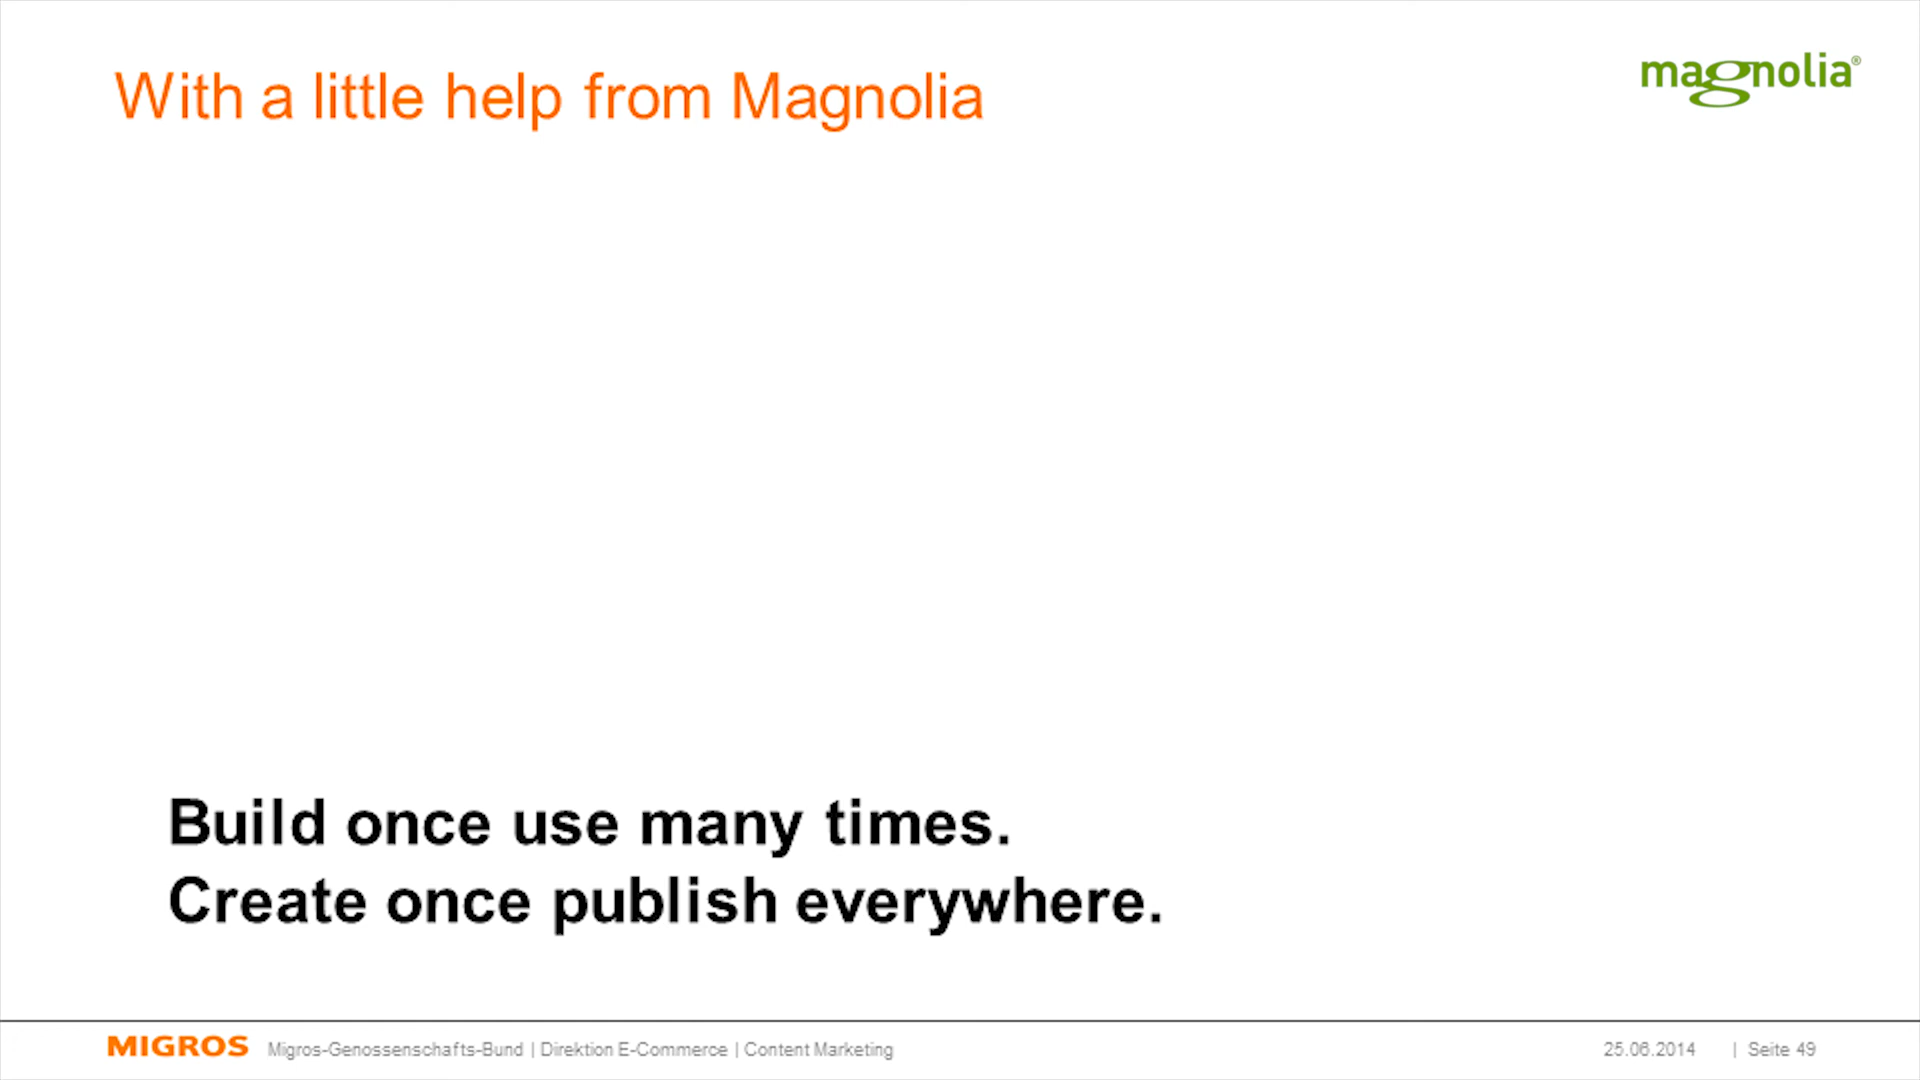 With a little help from Magnolia
magnolia®
Build once use many times.
Create once publish everywhere.
MIGROS Migros-Genossenschafts-Bund | Direktion E-Commerce | Content Marketing 25.06.2014 | Seite 49